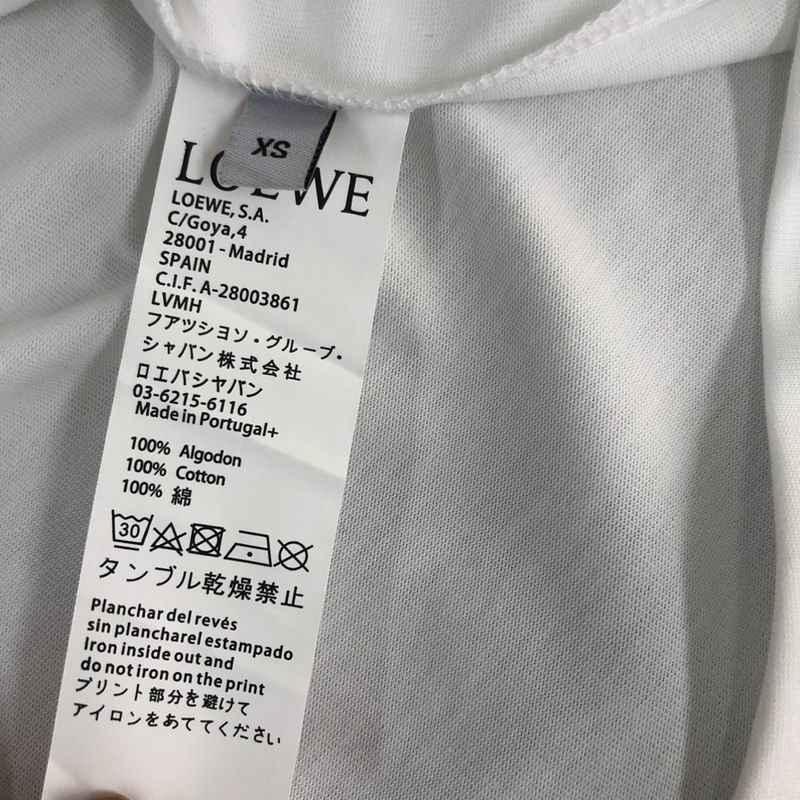 XS
LOEWE
LOEWE, S.A.
C/Goya,4
28001 - Madrid
SPAIN
C.I.F. A-28003861
LVMH
フアツシヨソ・グループ・
シャパン株式会社
ロエバシヤパン
03-6215-6116
Made in Portugal+
100% Algodon
100% Cotton
100% 綿
30
タンブル乾燥禁止
Planchar del revés
sin plancharel estampado
Iron inside out and
do not iron on the print
プリント部分を避けて
アイロンをあててください